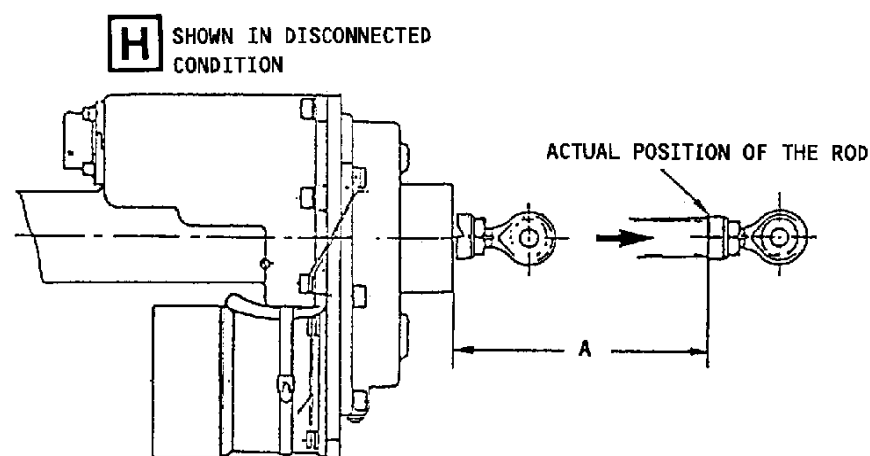 H SHOWN IN DISCONNECTED
CONDITION
ACTUAL POSITION OF THE ROD
A